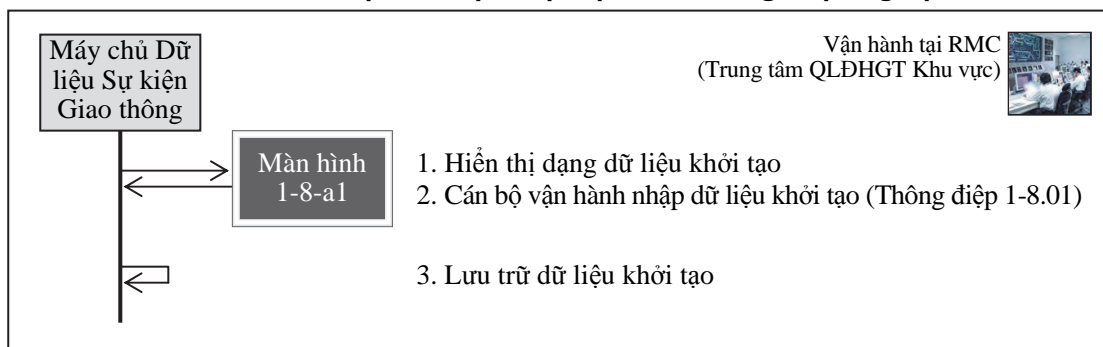 Vận hành tại RMC
(Trung tâm QLĐHGT Khu vực)
Máy chủ Dữ
liệu Sự kiện
Giao thông
Màn hình
1-8-a1
1. Hiển thị dạng dữ liệu khởi tạo
2. Cán bộ vận hành nhập dữ liệu khởi tạo (Thông điệp 1-8.01)
3. Lưu trữ dữ liệu khởi tạo